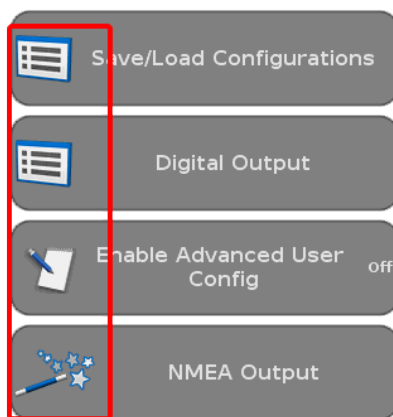 Save/Load Configurations
Digital Output
Enable Advanced User
Config
Off
NMEA Output